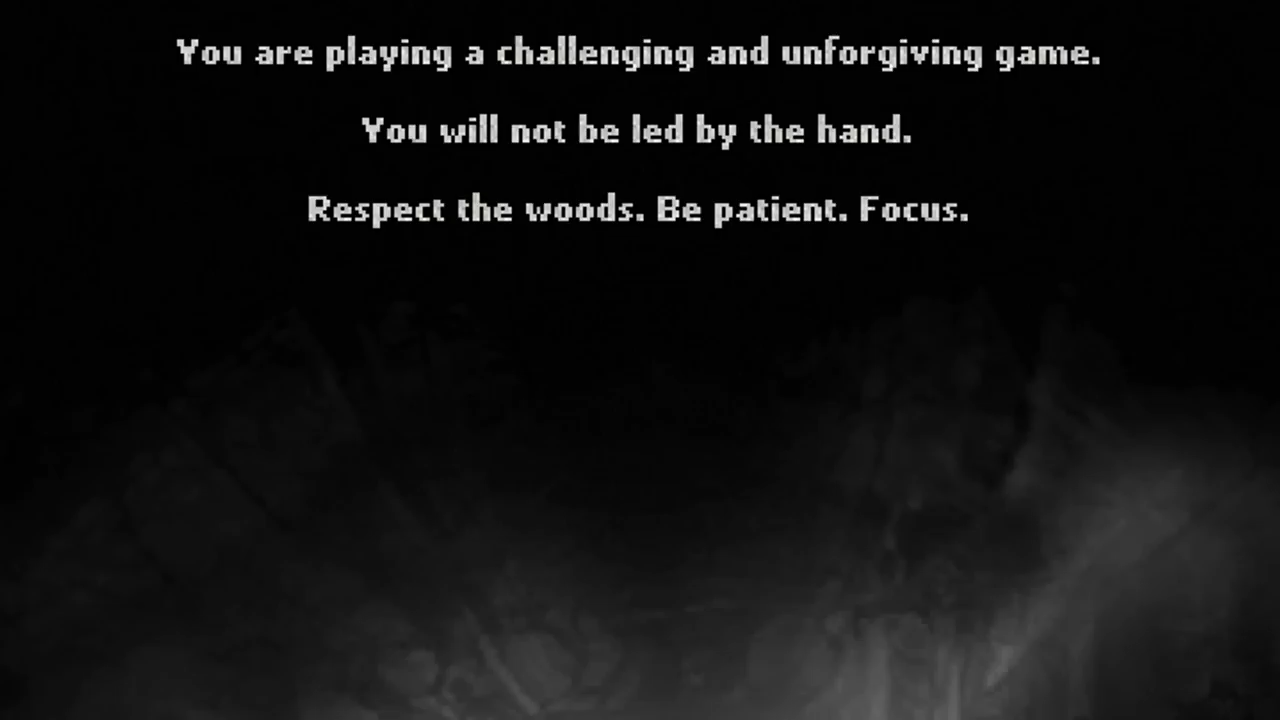 You are playing a challenging and unforgiving game.
You will not be led by the hand.
Respect the woods. Be patient. Focus.